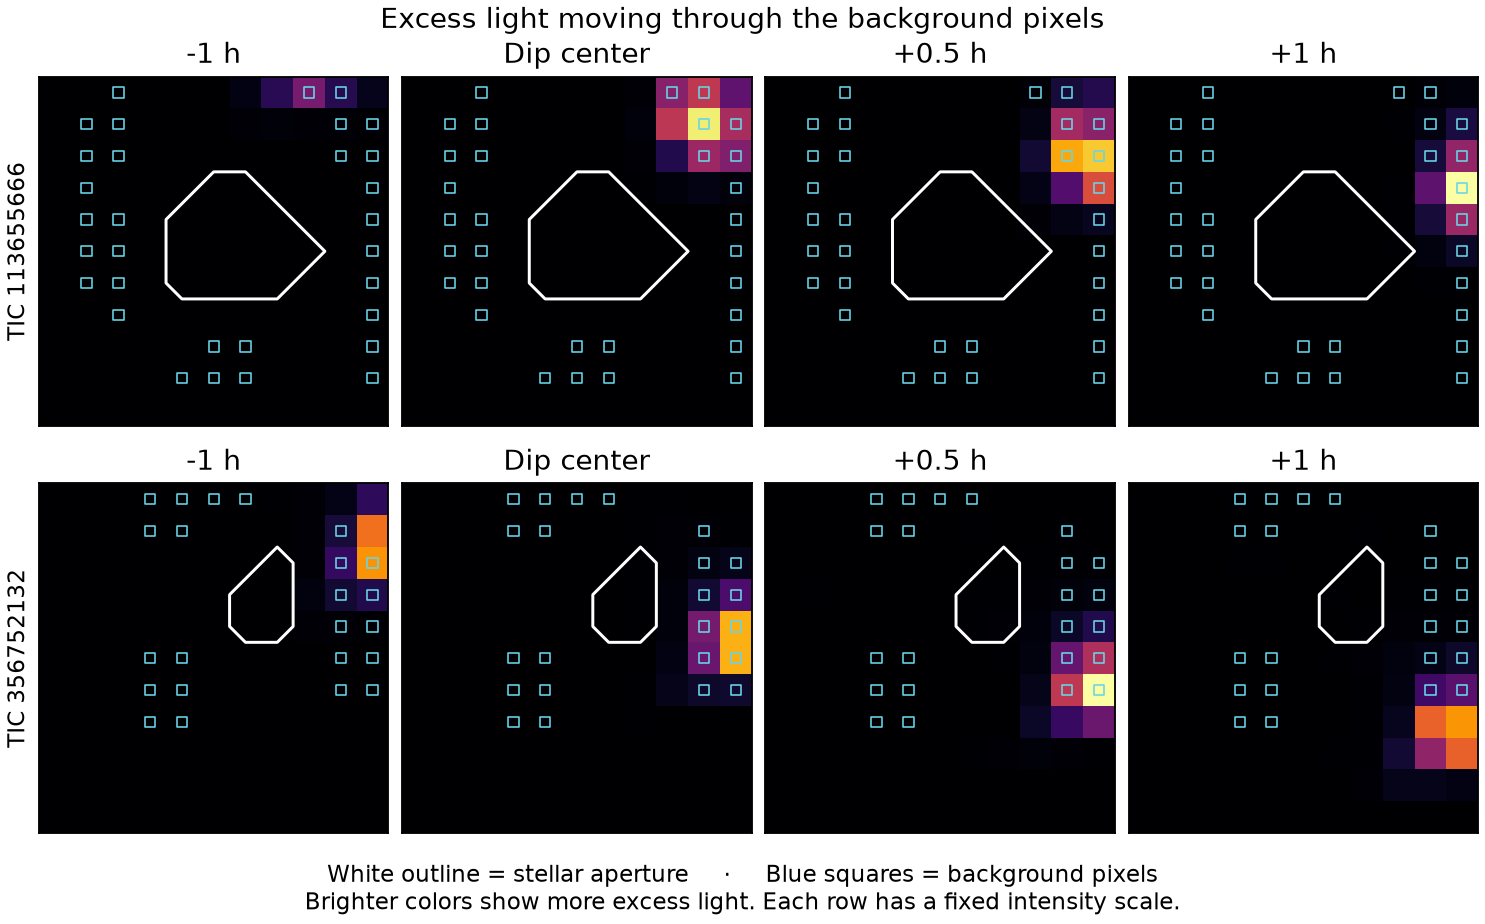 Excess light moving through the background pixels
-1 h
Dip center
+0.5 h
+1 h
TIC 113655666
-1 h
Dip center
+0.5 h
+1 h
TIC 356752132
White outline = stellar aperture · Blue squares = background pixels
Brighter colors show more excess light. Each row has a fixed intensity scale.